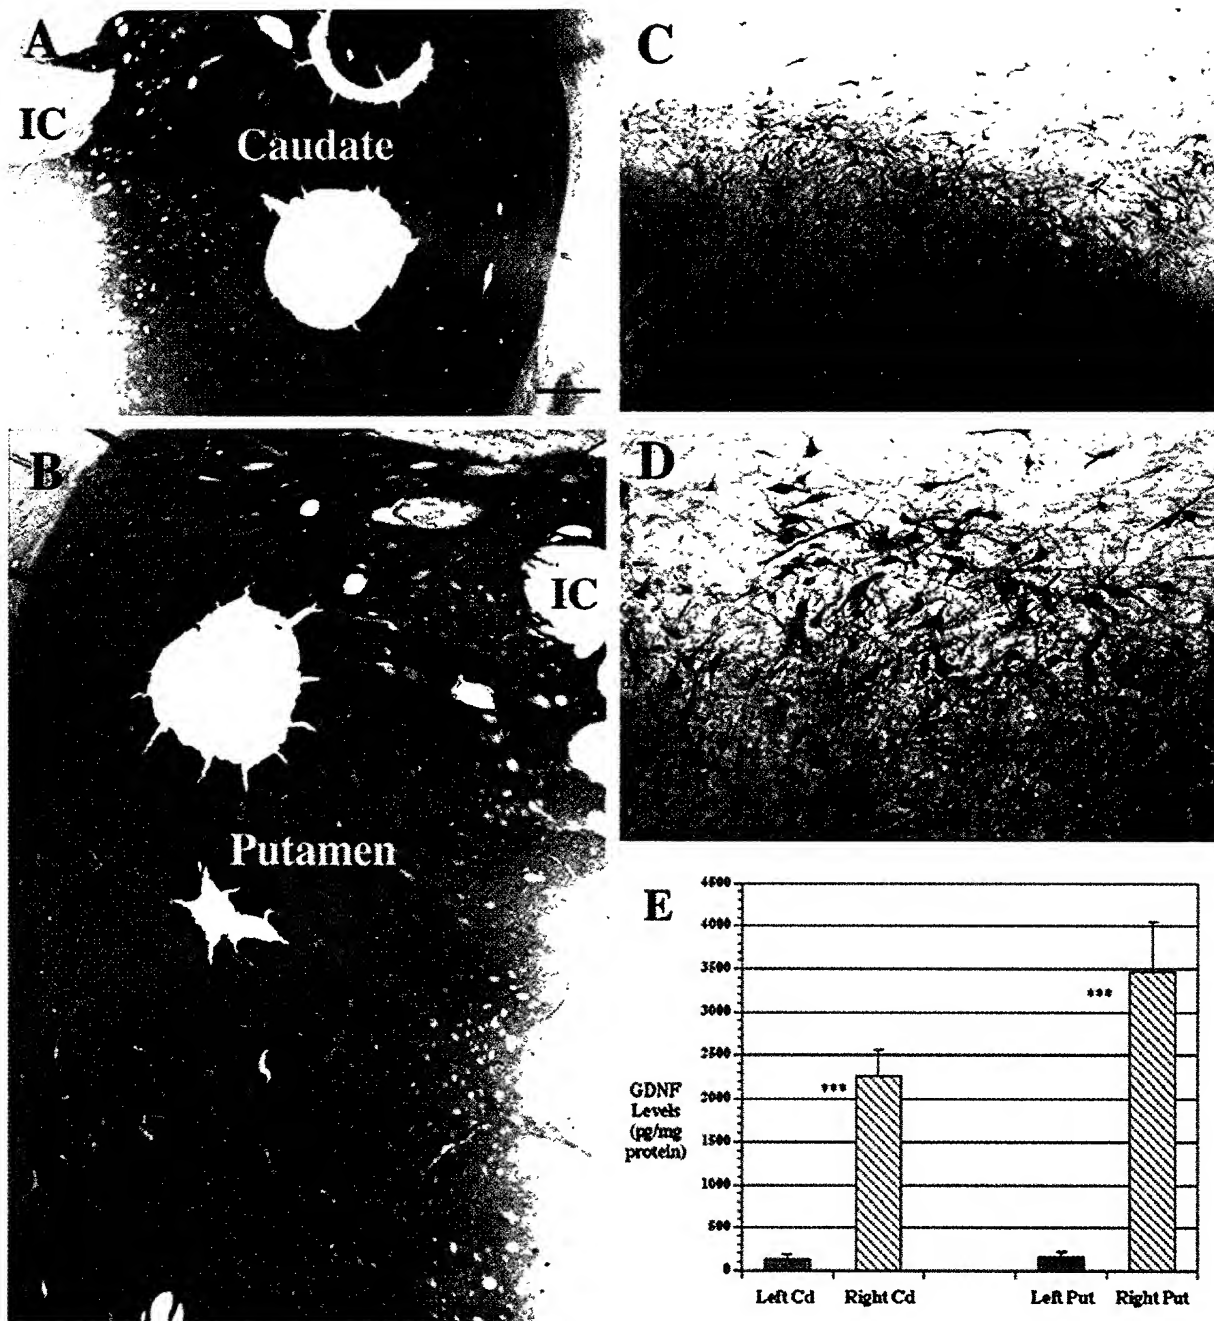 A
IC
Caudate
B
IC
Putamen
C
D
E
4500
4000
3500
3000
2500
2000
1500
1000
500
0
***
***
GDNF
Levels
(pg/mg
protein)
Left Cd Right Cd Left Put Right Put